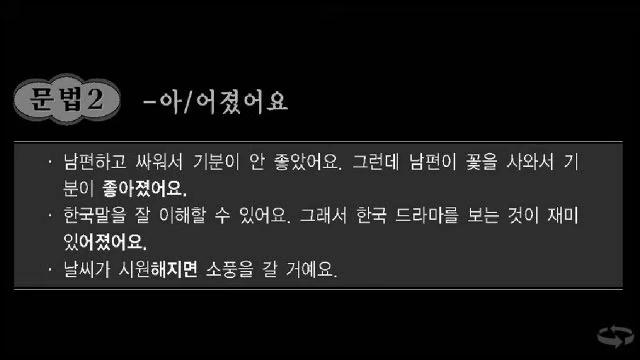 문법2
-아/어졌어요
· 남편하고 싸워서 기분이 안 좋았어요. 그런데 남편이 꽃을 사와서 기
분이 좋아졌어요.
· 한국말을 잘 이해할 수 있어요. 그래서 한국 드라마를 보는 것이 재미
있어졌어요.
· 날씨가 시원해지면 소풍을 갈 거예요.